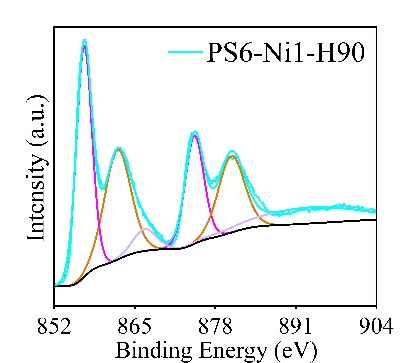 PS6-Ni1-H90
Intensity (a.u.)
852 865 878 891 904
Binding Energy (eV)